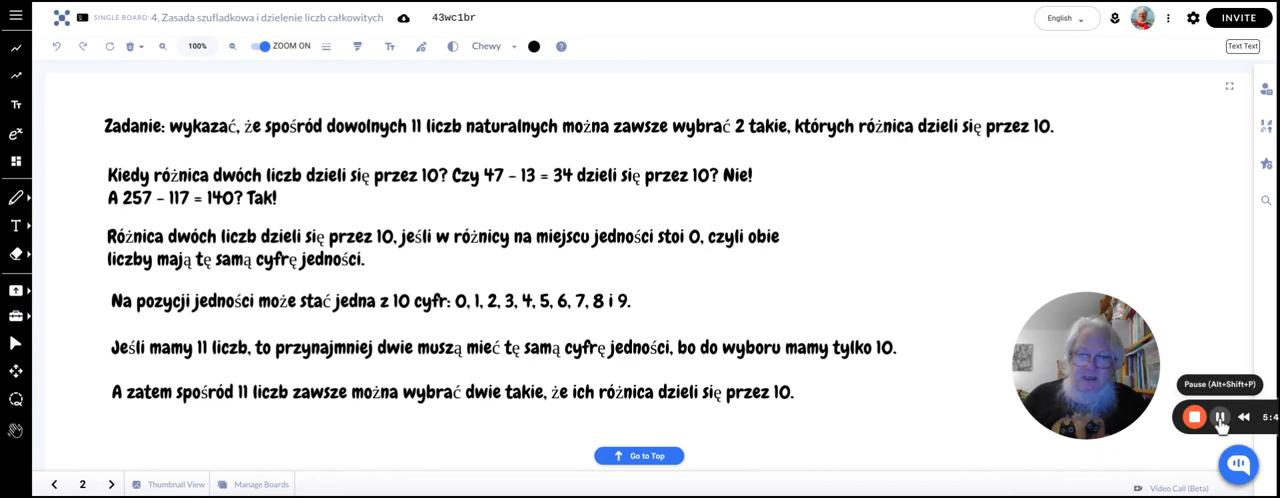 SINGLE BOARD: 4. Zasada szufladkowa i dzielenie liczb całkowitych
43wc1br
English
INVITE
100%
ZOOM ON
Chewy
Text Text
Zadanie: wykazać, że spośród dowolnych 11 liczb naturalnych można zawsze wybrać 2 takie, których różnica dzieli się przez 10.
Kiedy różnica dwóch liczb dzieli się przez 10? Czy 47 - 13 = 34 dzieli się przez 10? Nie!
A 257 - 117 = 140? Tak!
Różnica dwóch liczb dzieli się przez 10, jeśli w różnicy na miejscu jedności stoi 0, czyli obie
liczby mają tę samą cyfrę jedności.
Na pozycji jedności może stać jedna z 10 cyfr: 0, 1, 2, 3, 4, 5, 6, 7, 8 i 9.
Jeśli mamy 11 liczb, to przynajmniej dwie muszą mieć tę samą cyfrę jedności, bo do wyboru mamy tylko 10.
A zatem spośród 11 liczb zawsze można wybrać dwie takie, że ich różnica dzieli się przez 10.
Pause (Alt+Shift+P)
5:4
Go to Top
2
Thumbnail View
Manage Boards
Video Call (Beta)